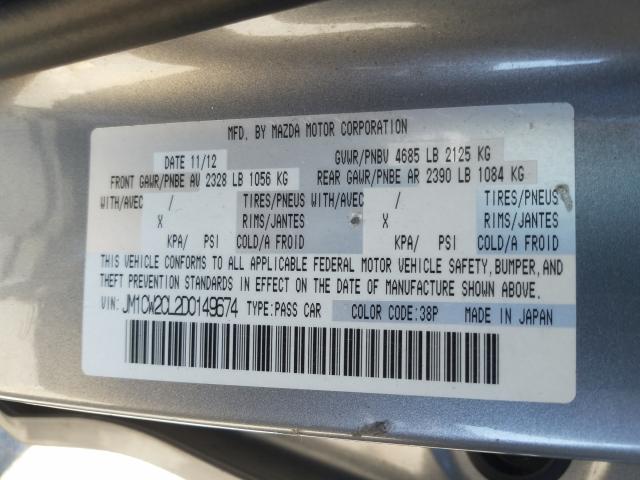 MFD. BY MAZDA MOTOR CORPORATION
DATE 11/12 GVWR/PNBV 4685 LB 2125 KG
FRONT GAWR/PNBE AV 2328 LB 1056 KG REAR GAWR/PNBE AR 2390 LB 1084 KG
WITH/AVEC / TIRES/PNEUS WITH/AVEC / TIRES/PNEUS
X RIMS/JANTES X RIMS/JANTES
KPA/ PSI COLD/A FROID KPA/ PSI COLD/A FROID
THIS VEHICLE CONFORMS TO ALL APPLICABLE FEDERAL MOTOR VEHICLE SAFETY, BUMPER, AND
THEFT PREVENTION STANDARDS IN EFFECT ON THE DATE OF MANUFACTURE SHOWN ABOVE.
VIN: JM1CW2CL2D0149674 TYPE:PASS CAR COLOR CODE:38P MADE IN JAPAN